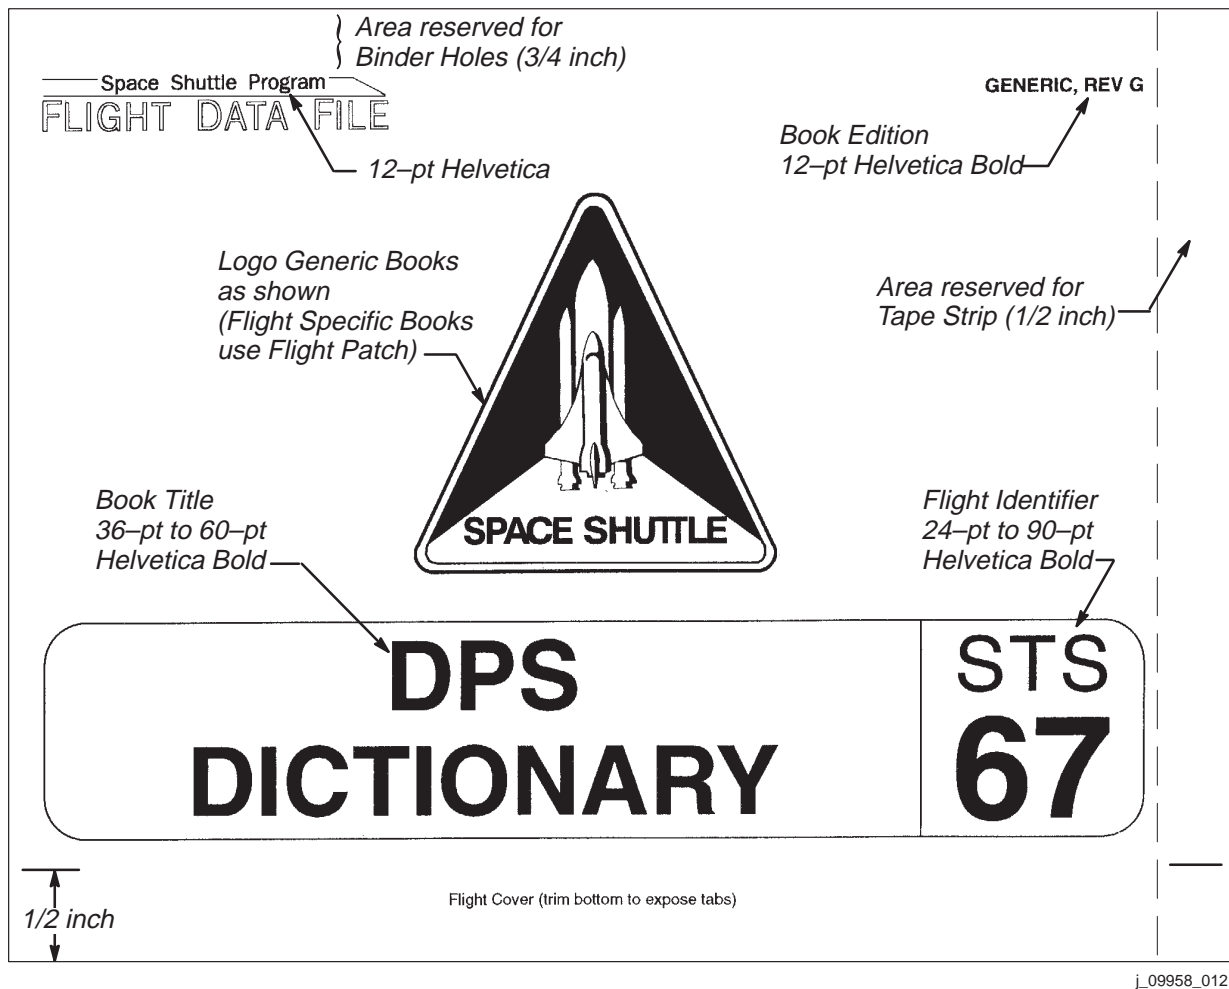 Area reserved for
Binder Holes (3/4 inch)
Space Shuttle Program
FLIGHT DATA FILE
GENERIC, REV G
Book Edition
12–pt Helvetica Bold
12–pt Helvetica
Logo Generic Books
as shown
(Flight Specific Books
use Flight Patch)
Area reserved for
Tape Strip (1/2 inch)
SPACE SHUTTLE
Book Title
36–pt to 60–pt
Helvetica Bold
Flight Identifier
24–pt to 90–pt
Helvetica Bold
DPS
DICTIONARY
STS
67
Flight Cover (trim bottom to expose tabs)
1/2 inch
j_09958_012